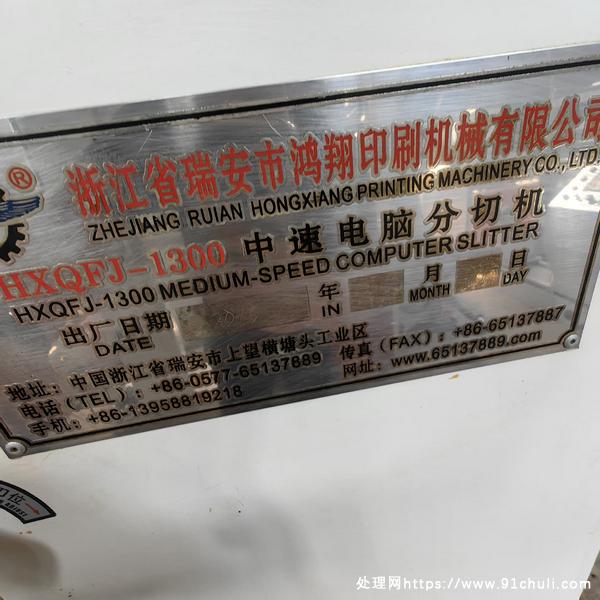 ®
浙江省瑞安市鸿翔印刷机械有限公司
ZHEJIANG RUIAN HONGXIANG PRINTING MACHINERY CO., LTD.
HXQFJ-1300 中速电脑分切机
HXQFJ-1300 MEDIUM-SPEED COMPUTER SLITTER
出厂日期 年 月 日
DATE IN MONTH DAY
地址：中国浙江省瑞安市上望横塘头工业区
电话（TEL）：+86-0577-65137889 传真（FAX）：+86-65137887
手机：+86-13958819218 网址：www.65137889.com
刀位
处理网https://www.91chuli.com/